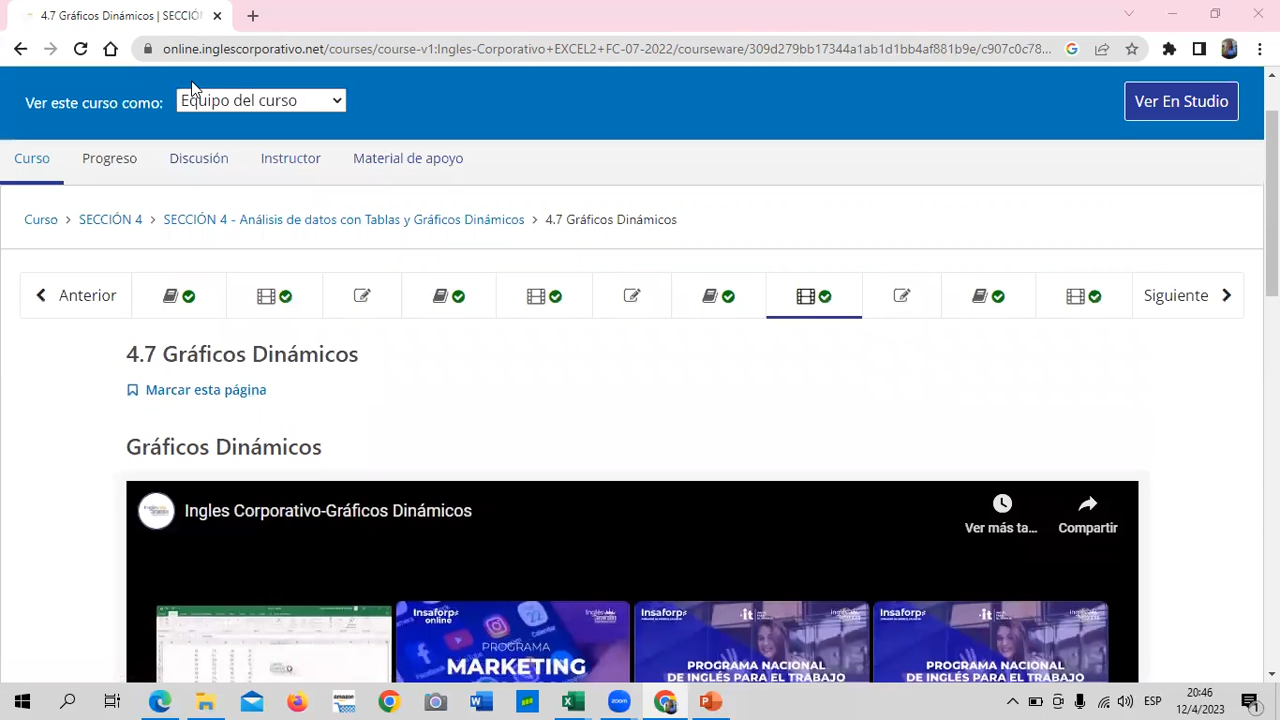 4.7 Gráficos Dinámicos | SECCIÓN
online.inglescorporativo.net/courses/course-v1:Ingles-Corporativo+EXCEL2+FC-07-2022/courseware/309d279bb17344a1ab1d1bb4af881b9e/c907c0c78...
Ver este curso como: Equipo del curso
Ver En Studio
Curso Progreso Discusión Instructor Material de apoyo
Curso > SECCIÓN 4 > SECCIÓN 4 - Análisis de datos con Tablas y Gráficos Dinámicos > 4.7 Gráficos Dinámicos
Anterior Siguiente
4.7 Gráficos Dinámicos
Marcar esta página
Gráficos Dinámicos
Ingles Corporativo-Gráficos Dinámicos
Ver más ta... Compartir
Insaforp online Insaforp it Insaforp it
PROGRAMA MARKETING
PROGRAMA NACIONAL DE INGLÉS PARA EL TRABAJO
PROGRAMA NACIONAL DE INGLÉS PARA EL TRABAJO
amazon zoom ESP 20:46
12/4/2023